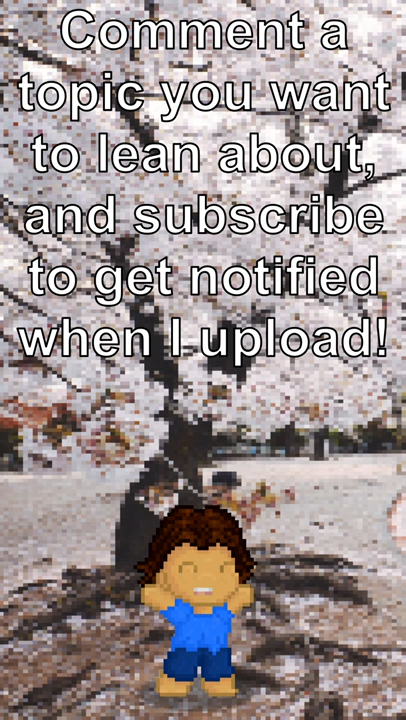 Comment a
topic you want
to lean about,
and subscribe
to get notified
when I upload!